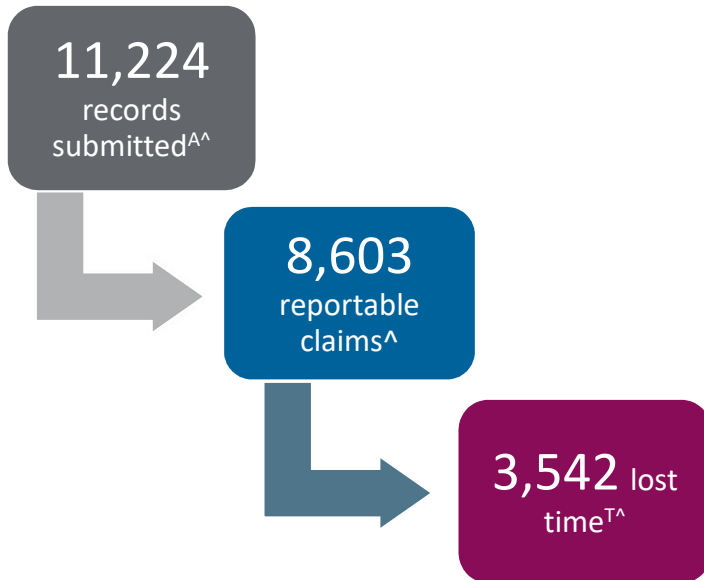 11,224
records
submittedᴬ^
8,603
reportable
claims^
3,542 lost
timeᵀ^